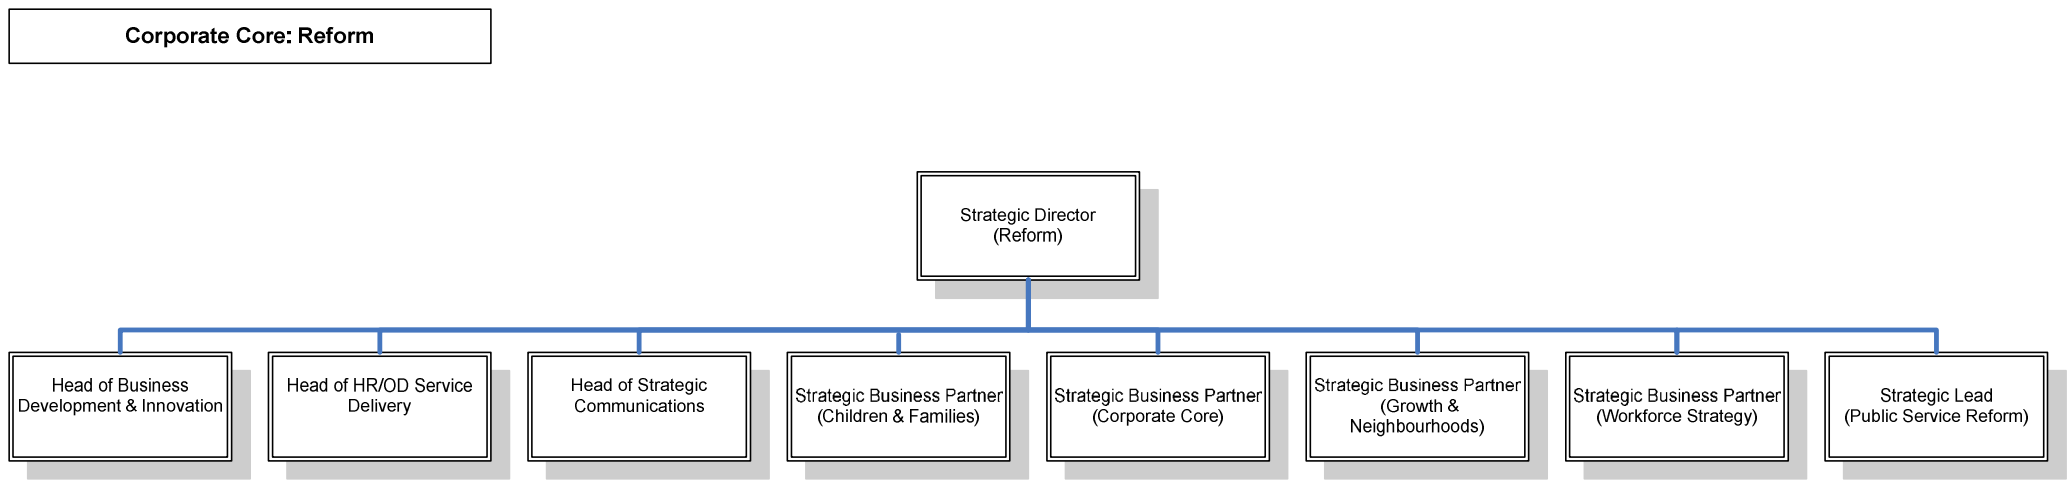 Corporate Core: Reform
Strategic Director
(Reform)
Head of Business
Development & Innovation
Head of HR/OD Service
Delivery
Head of Strategic
Communications
Strategic Business Partner
(Children & Families)
Strategic Business Partner
(Corporate Core)
Strategic Business Partner
(Growth &
Neighbourhoods)
Strategic Business Partner
(Workforce Strategy)
Strategic Lead
(Public Service Reform)